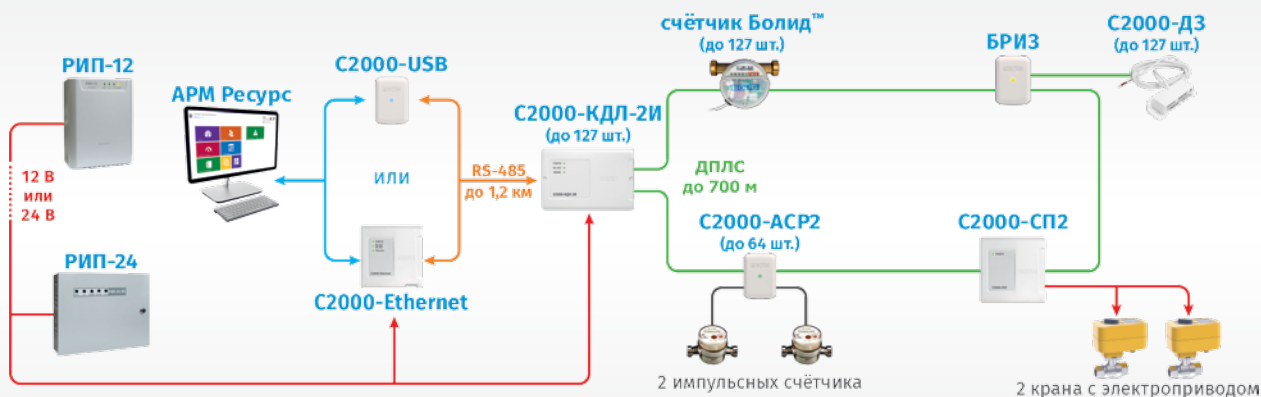 РИП-12
АРМ Ресурс
12 В
или
24 В
РИП-24
С2000-USB
или
С2000-Ethernet
RS-485
до 1,2 км
С2000-КДЛ-2И
(до 127 шт.)
счётчик Болид™
(до 127 шт.)
ДПЛС
до 700 м
С2000-АСР2
(до 64 шт.)
2 импульсных счётчика
БРИЗ
С2000-ДЗ
(до 127 шт.)
С2000-СП2
2 крана с электроприводом